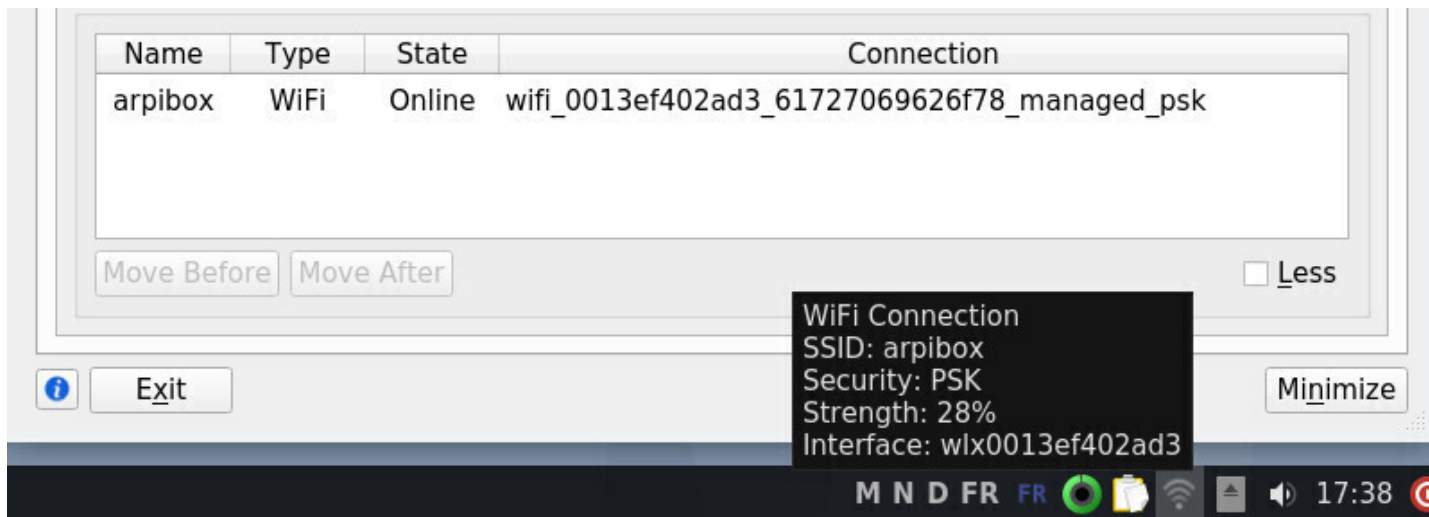 Name Type State Connection
arpibox WiFi Online wifi_0013ef402ad3_61727069626f78_managed_psk
Move Before Move After Less
WiFi Connection
SSID: arpibox
Security: PSK
Strength: 28%
Interface: wlx0013ef402ad3
Exit Minimize
M N D FR FR 17:38